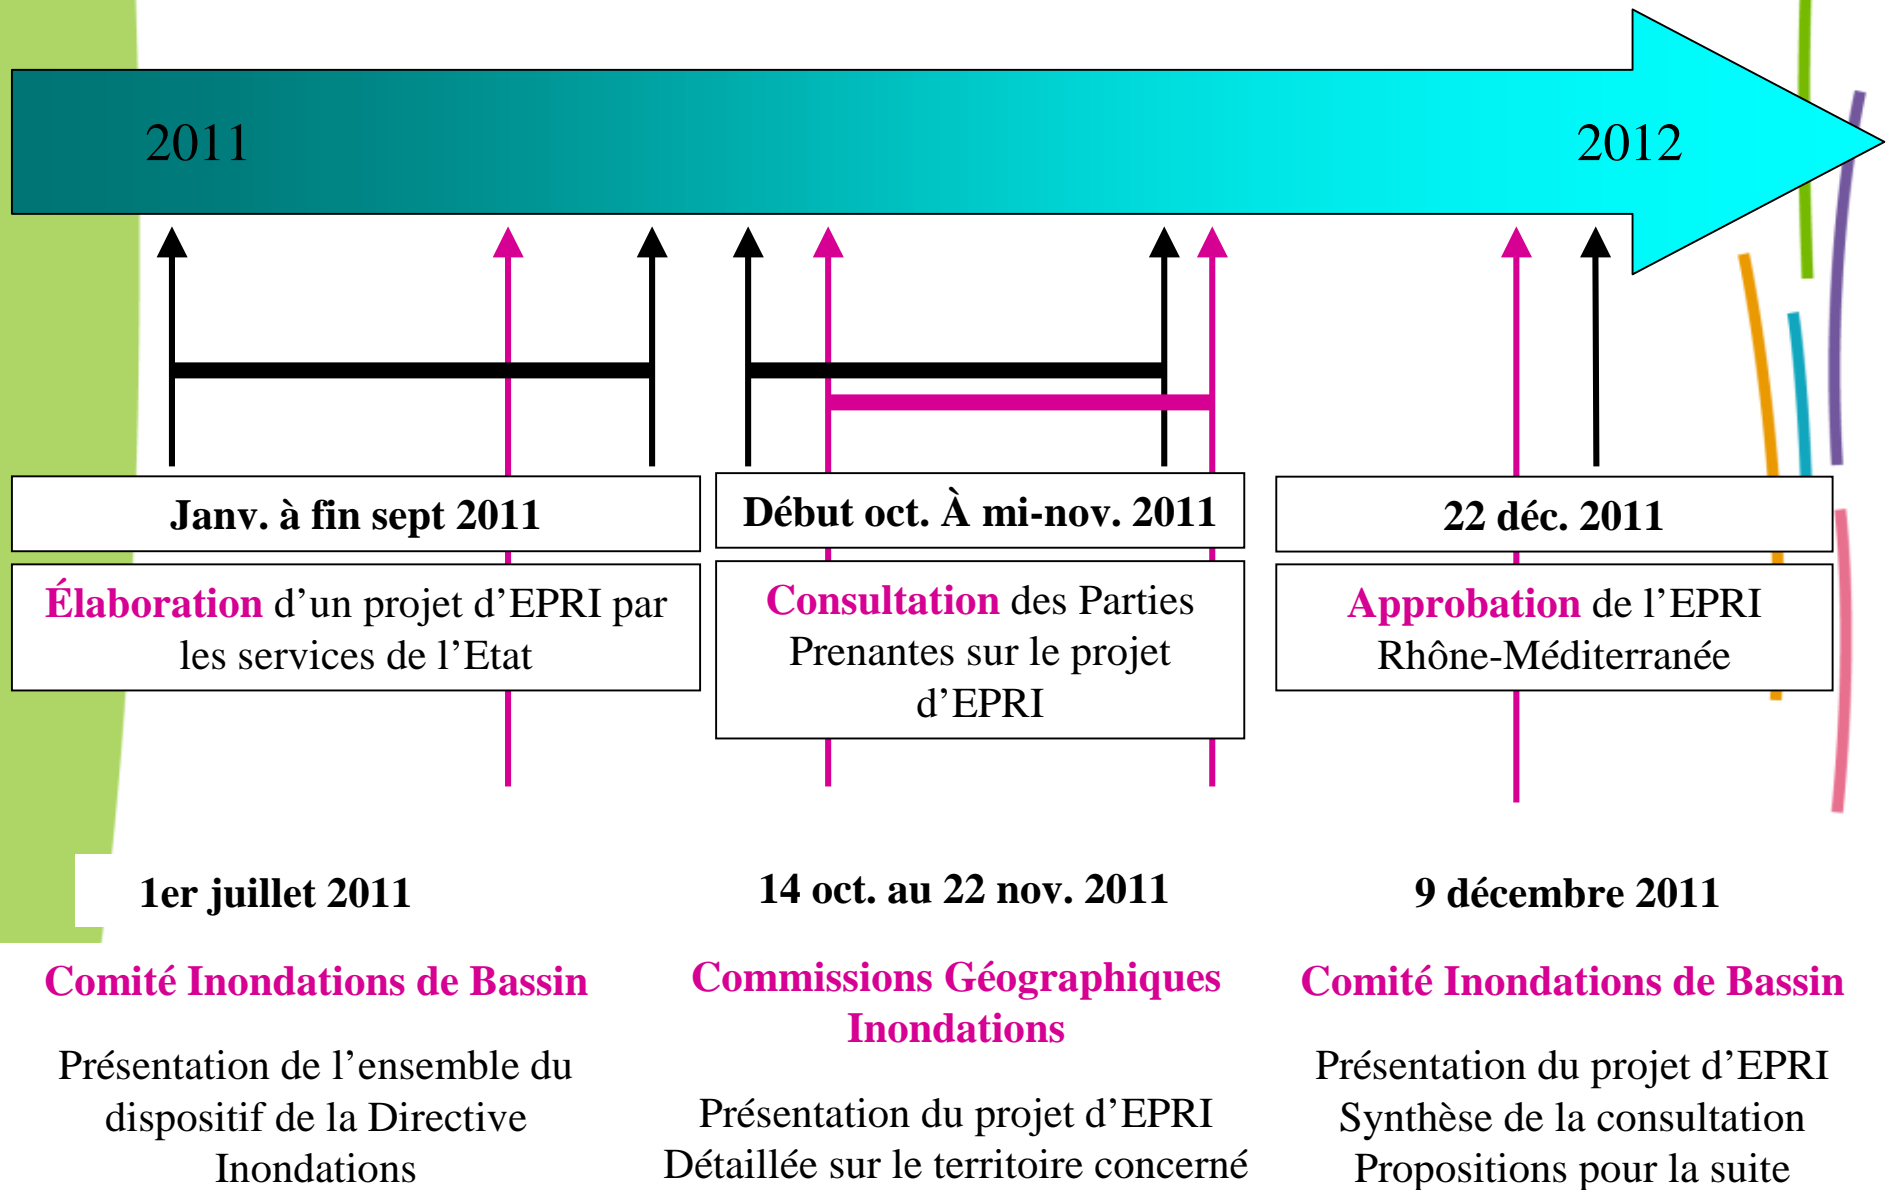 2011
2012
Janv. à fin sept 2011
Élaboration d’un projet d’EPRI par
les services de l’Etat
Début oct. À mi-nov. 2011
Consultation des Parties
Prenantes sur le projet
d’EPRI
22 déc. 2011
Approbation de l’EPRI
Rhône-Méditerranée
1er juillet 2011
Comité Inondations de Bassin
Présentation de l’ensemble du
dispositif de la Directive
Inondations
14 oct. au 22 nov. 2011
Commissions Géographiques
Inondations
Présentation du projet d’EPRI
Détaillée sur le territoire concerné
9 décembre 2011
Comité Inondations de Bassin
Présentation du projet d’EPRI
Synthèse de la consultation
Propositions pour la suite